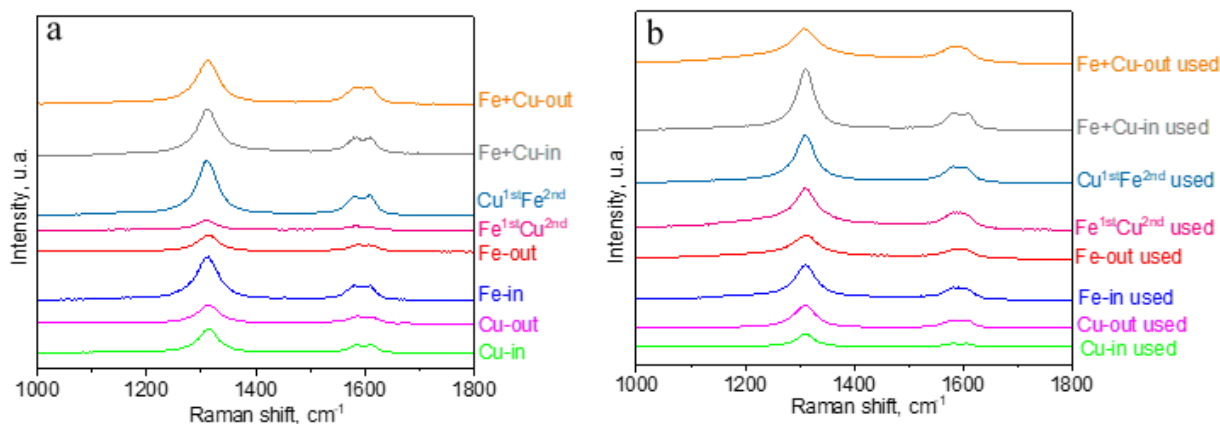 a
Fe+Cu-out
Fe+Cu-in
Cu1stFe2nd
Fe1stCu2nd
Fe-out
Fe-in
Cu-out
Cu-in
Intensity, u.a.
1000 1200 1400 1600 1800
Raman shift, cm-1
b
Fe+Cu-out used
Fe+Cu-in used
Cu1stFe2nd used
Fe1stCu2nd used
Fe-out used
Fe-in used
Cu-out used
Cu-in used
Intensity, u.a.
1000 1200 1400 1600 1800
Raman shift, cm-1